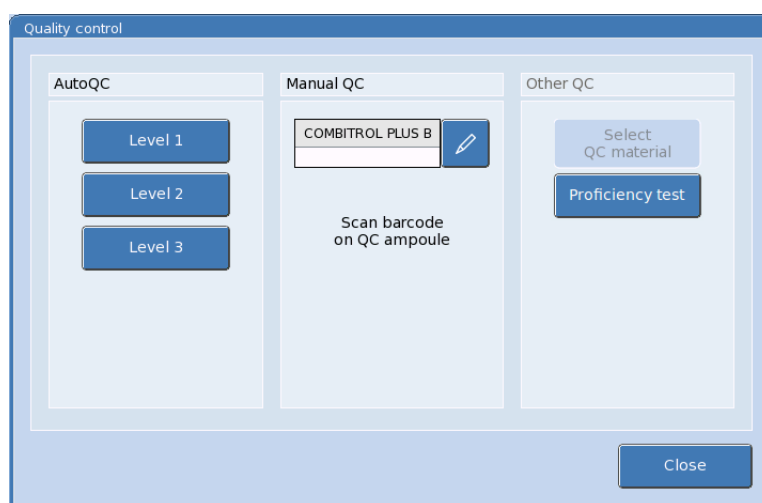 Quality control
AutoQC
Level 1
Level 2
Level 3
Manual QC
COMBITROL PLUS B
Scan barcode
on QC ampoule
Other QC
Select
QC material
Proficiency test
Close